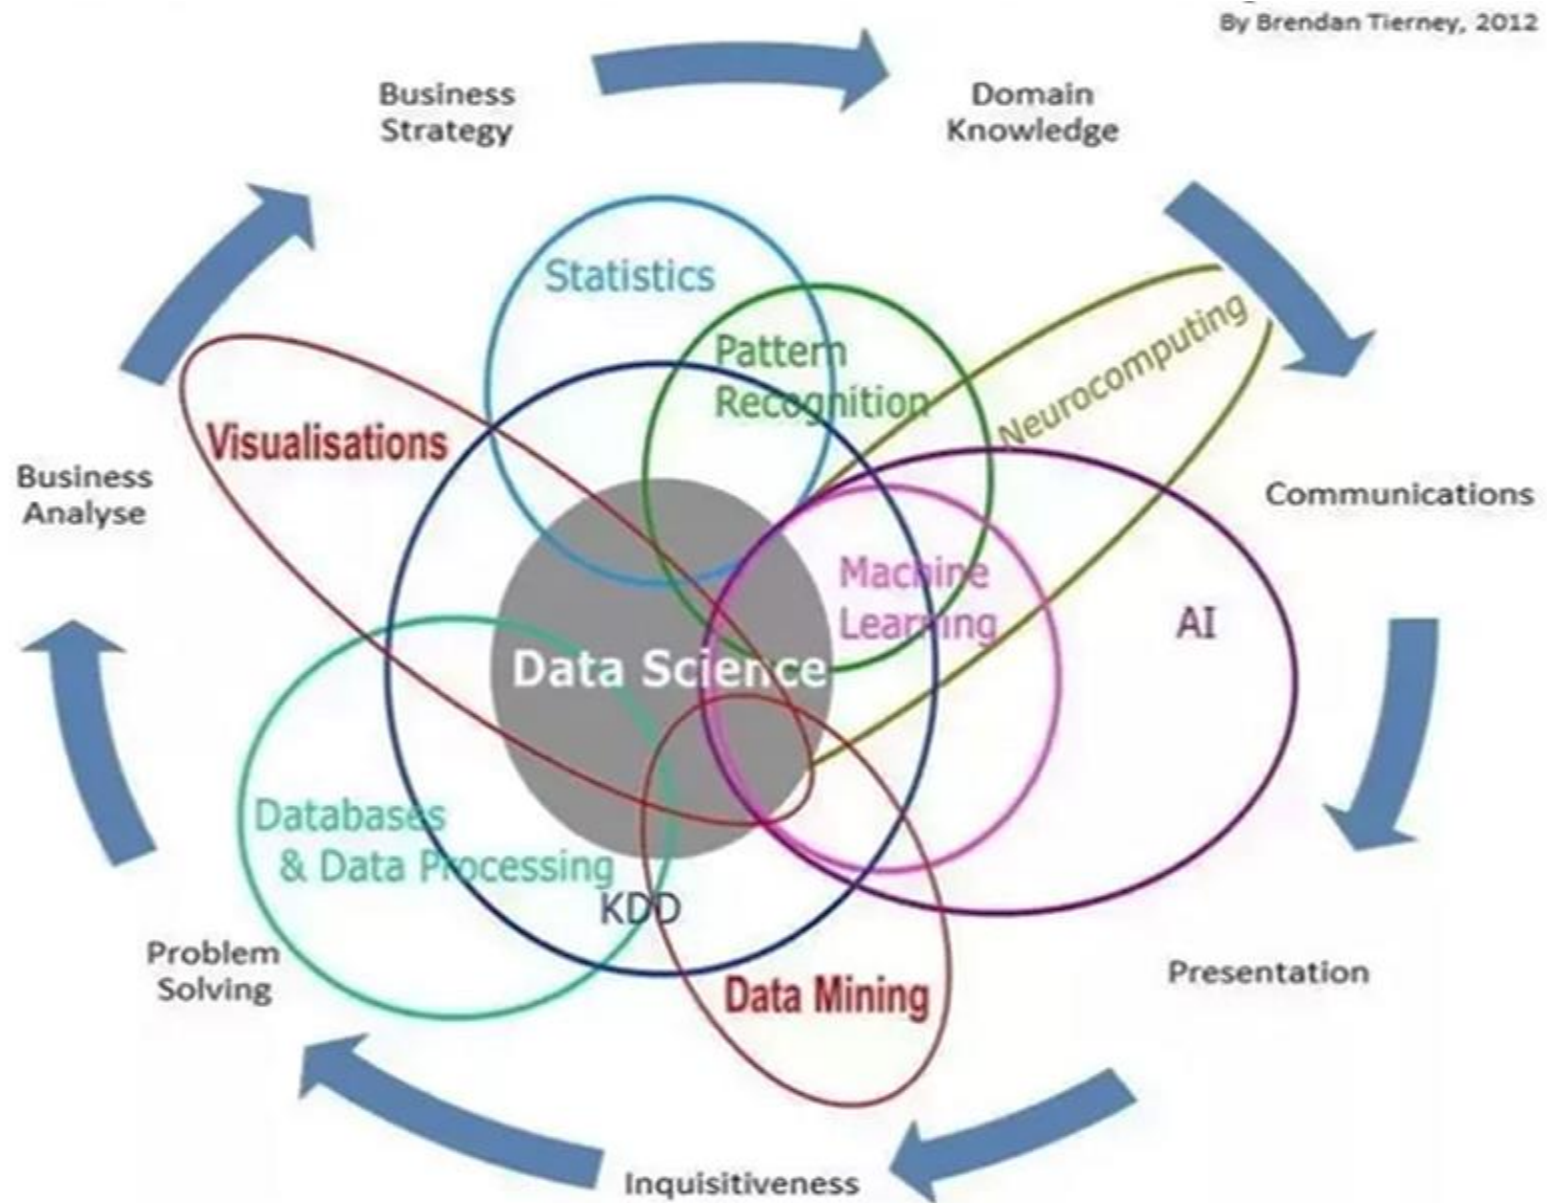 By Brendan Tierney, 2012
Business
Strategy
Domain
Knowledge
Statistics
Pattern
Recognition
Neurocomputing
Visualisations
Business
Analyse
Communications
Machine
Learning
AI
Data Science
Databases
& Data Processing
KDD
Problem
Solving
Data Mining
Presentation
Inquisitiveness